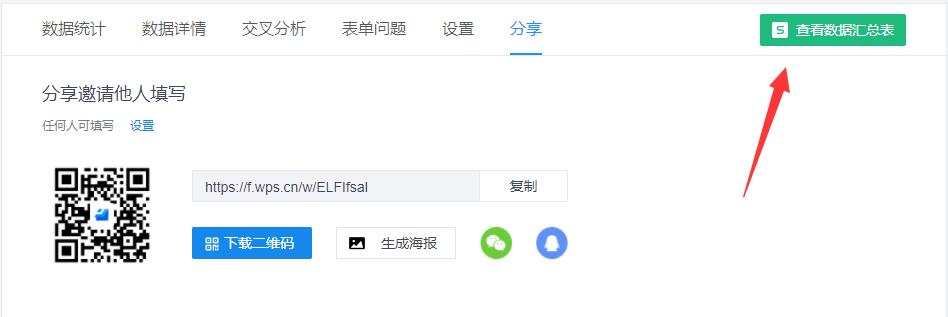 数据统计 数据详情 交叉分析 表单问题 设置 分享 S 查看数据汇总表
分享邀请他人填写
任何人可填写 设置
https://f.wps.cn/w/ELFIfsal 复制
下载二维码 生成海报